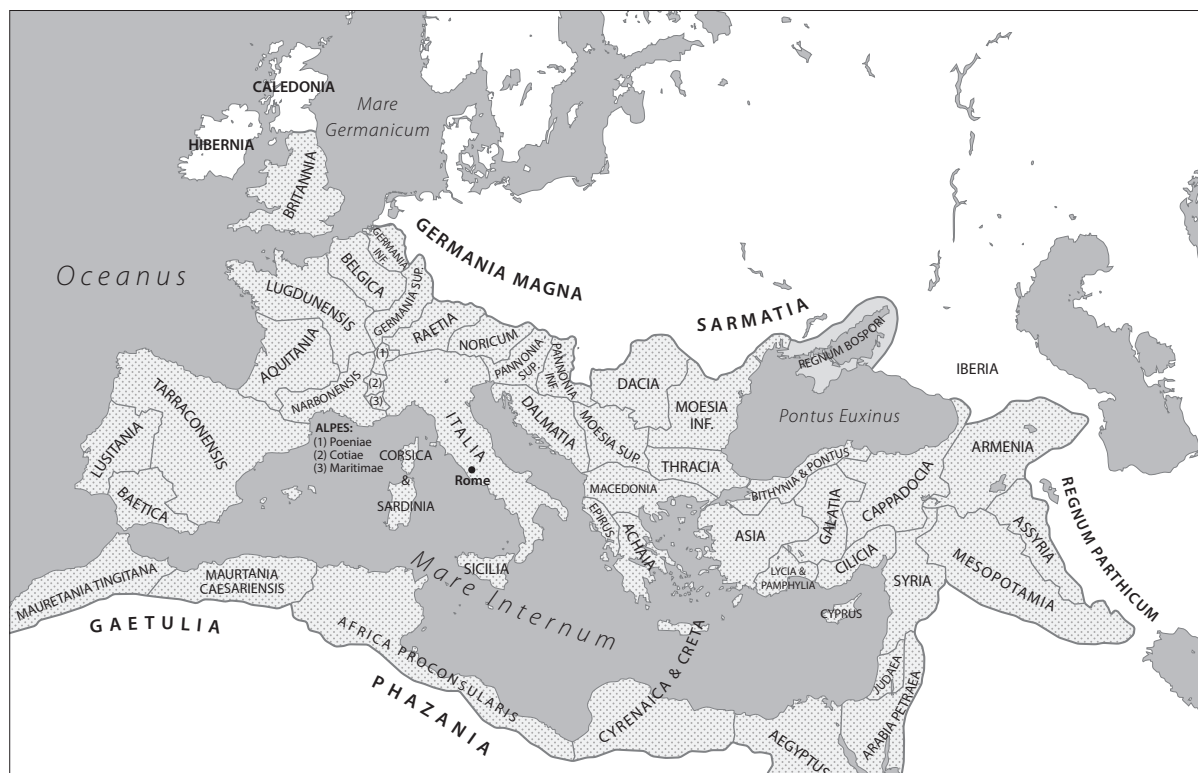 CALEDONIA
Mare
Germanicum
HIBERNIA
BRITANNIA
GERMANIA
INF.
GERMANIA MAGNA
Oceanus
BELGICA
LUGDUNENSIS
GERMANIA SUP.
SARMATIA
RAETIA
NORICUM
REGNUM BOSPORI
AQUITANIA
(1)
PANNONIA
SUP.
PANNONIA
INF.
IBERIA
DACIA
(2)
NARBONENSIS
(3)
TARRACONENSIS
MOESIA
INF.
Pontus Euxinus
ITALIA
DALMATIA
MOESIA SUP.
ALPES:
(1) Poeniae
(2) Cotiae
(3) Maritimae
ARMENIA
LUSITANIA
CORSICA
&
SARDINIA
Rome
THRACIA
BITHYNIA & PONTUS
CAPPADOCIA
MACEDONIA
BAETICA
EPIRUS
ACHAIA
ASIA
GALATIA
REGNUM PARTHICUM
ASSYRIA
CILICIA
MESOPOTAMIA
SICILIA
LYCIA &
PAMPHYLIA
SYRIA
MAURETANIA TINGITANA
MAURTANIA
CAESARIENSIS
Mare Internum
CYPRUS
GAETULIA
AFRICA PROCONSULARIS
CYRENAICA & CRETA
JUDAEA
PHAZANIA
ARABIA PETRAEA
AEGYPTUS